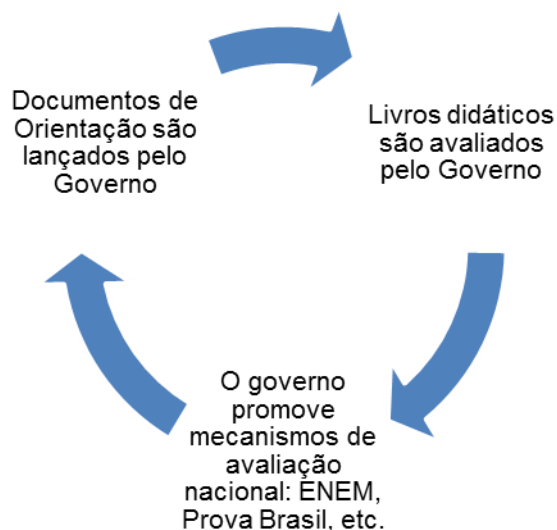 Documentos de
Orientação são
lançados pelo
Governo
Livros didáticos
são avaliados
pelo Governo
O governo
promove
mecanismos de
avaliação
nacional: ENEM,
Prova Brasil, etc.